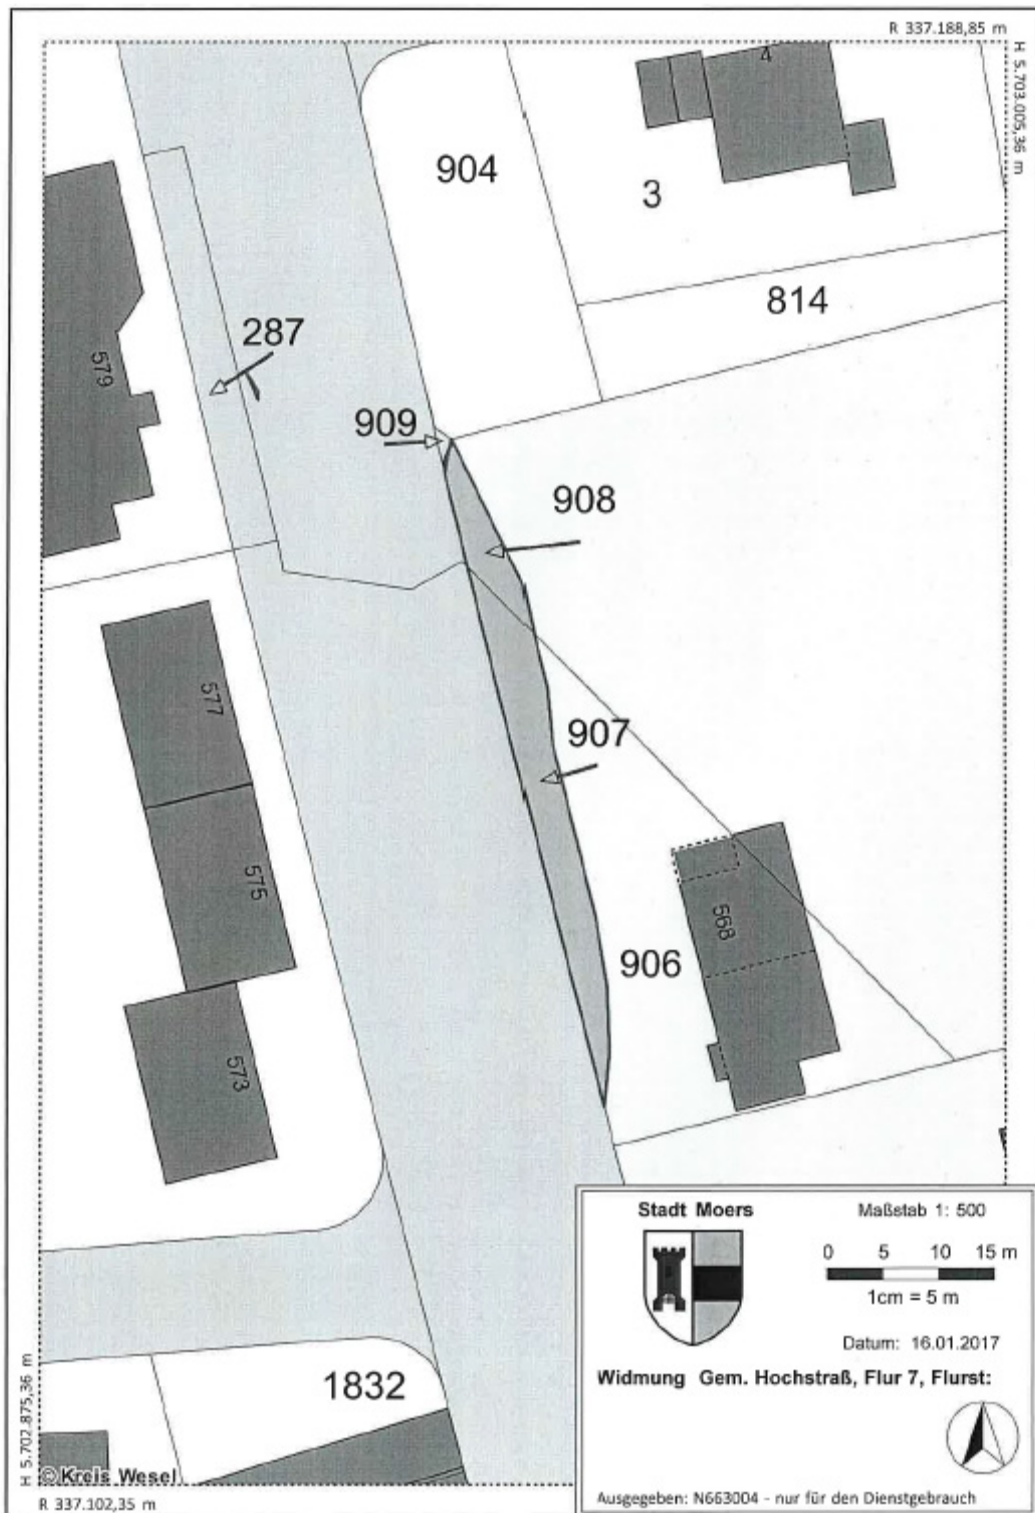 R 337.188,85 m
H 5.703.005,36 m
4
904
3
814
287
579
909
908
577
907
575
568
906
573
Stadt Moers
Maßstab 1: 500
0 5 10 15 m
1cm = 5 m
Datum: 16.01.2017
Widmung Gem. Hochstraß, Flur 7, Flurst:
1832
H 5.702.875,36 m
© Kreis Wesel
R 337.102,35 m
Ausgegeben: N663004 - nur für den Dienstgebrauch